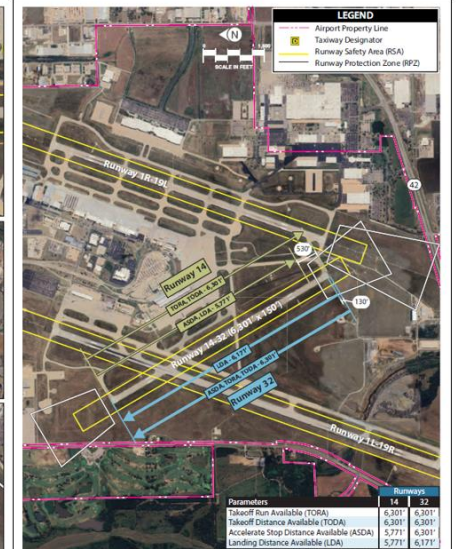 LEGEND
Airport Property Line
Taxiway Designator
Runway Safety Area (RSA)
Runway Protection Zone (RPZ)
N
SCALE IN FEET
42
Runway 1R-19L
530'
Runway 14
TORA, TODA - 6,301'
ASDA, LDA - 5,771'
130'
Runway 14-32 (6,301' x 150')
LDA - 6,171'
ASDA, TORA, TODA - 6,301'
Runway 32
Runway 1L-19R
Runways
Parameters 14 32
Takeoff Run Available (TORA) 6,301' 6,301'
Takeoff Distance Available (TODA) 6,301' 6,301'
Accelerate Stop Distance Available (ASDA) 5,771' 6,301'
Landing Distance Available (LDA) 5,771' 6,171'